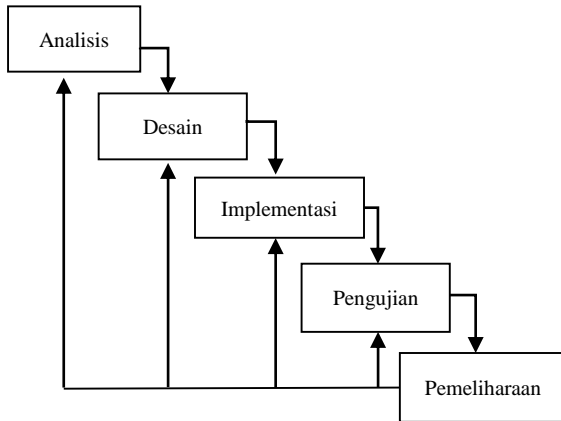 Analisis
Desain
Implementasi
Pengujian
Pemeliharaan